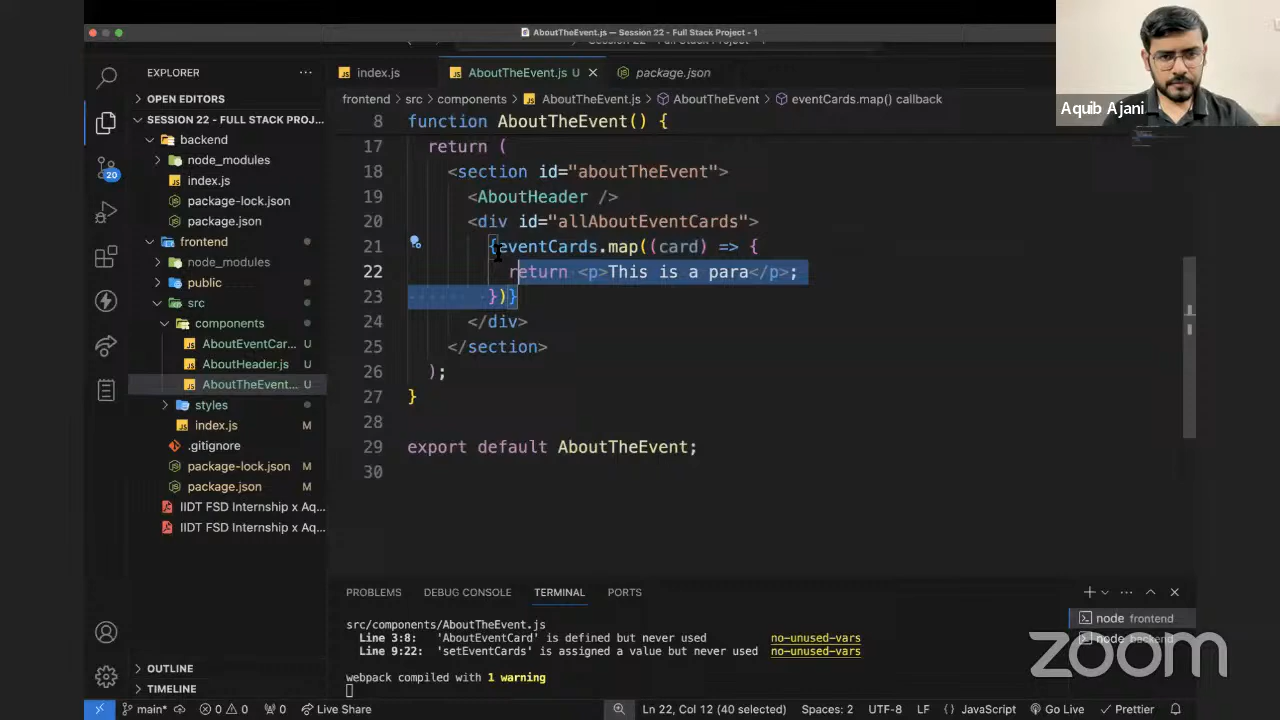 AboutTheEvent.js — Session 22 - Full Stack Project - 1
Aquib Ajani
EXPLORER
index.js
AboutTheEvent.js U
package.json
OPEN EDITORS
SESSION 22 - FULL STACK PROJ...
backend
node_modules
index.js
package-lock.json
package.json
frontend
node_modules
public
src
components
AboutEventCar... U
AboutHeader.js U
AboutTheEvent... U
styles
index.js M
.gitignore
package-lock.json M
package.json M
IIDT FSD Internship x Aq...
IIDT FSD Internship x Aq...
OUTLINE
TIMELINE
20
frontend > src > components > AboutTheEvent.js > AboutTheEvent > eventCards.map() callback
8 function AboutTheEvent() {
17 return (
18 <section id="aboutTheEvent">
19 <AboutHeader />
20 <div id="allAboutEventCards">
21 {eventCards.map((card) => {
22 return <p>This is a para</p>;
23 })}
24 </div>
25 </section>
26 );
27 }
28
29 export default AboutTheEvent;
30
PROBLEMS DEBUG CONSOLE TERMINAL PORTS
src/components/AboutTheEvent.js
Line 3:8: 'AboutEventCard' is defined but never used no-unused-vars
Line 9:22: 'setEventCards' is assigned a value but never used no-unused-vars
webpack compiled with 1 warning
node frontend
node backend
zoom
main* 0 0 0 Live Share Ln 22, Col 12 (40 selected) Spaces: 2 UTF-8 LF {} JavaScript Go Live Prettier